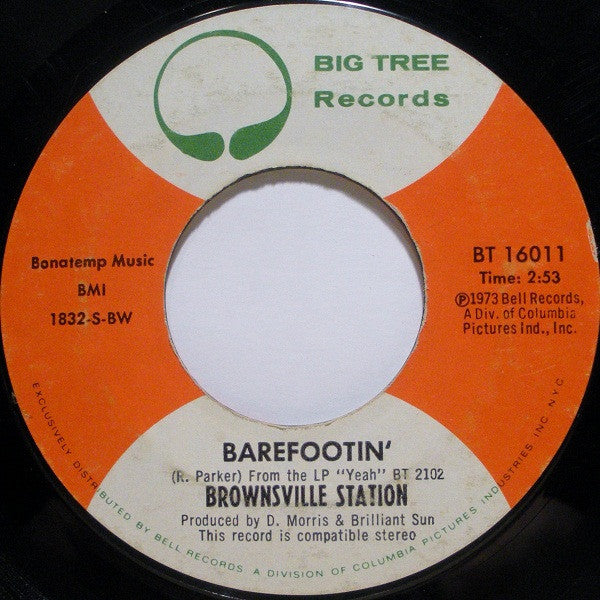 BIG TREE
Records
Bonatemp Music
BMI
1832-S-BW
BT 16011
Time: 2:53
Ⓟ1973 Bell Records,
A Div. of Columbia
Pictures Ind., Inc.
BAREFOOTIN'
(R. Parker) From the LP "Yeah" BT 2102
BROWNSVILLE STATION
Produced by D. Morris & Brilliant Sun
This record is compatible stereo
EXCLUSIVELY DISTRIBUTED BY BELL RECORDS, A DIVISION OF COLUMBIA PICTURES INDUSTRIES, INC., N.Y.C.